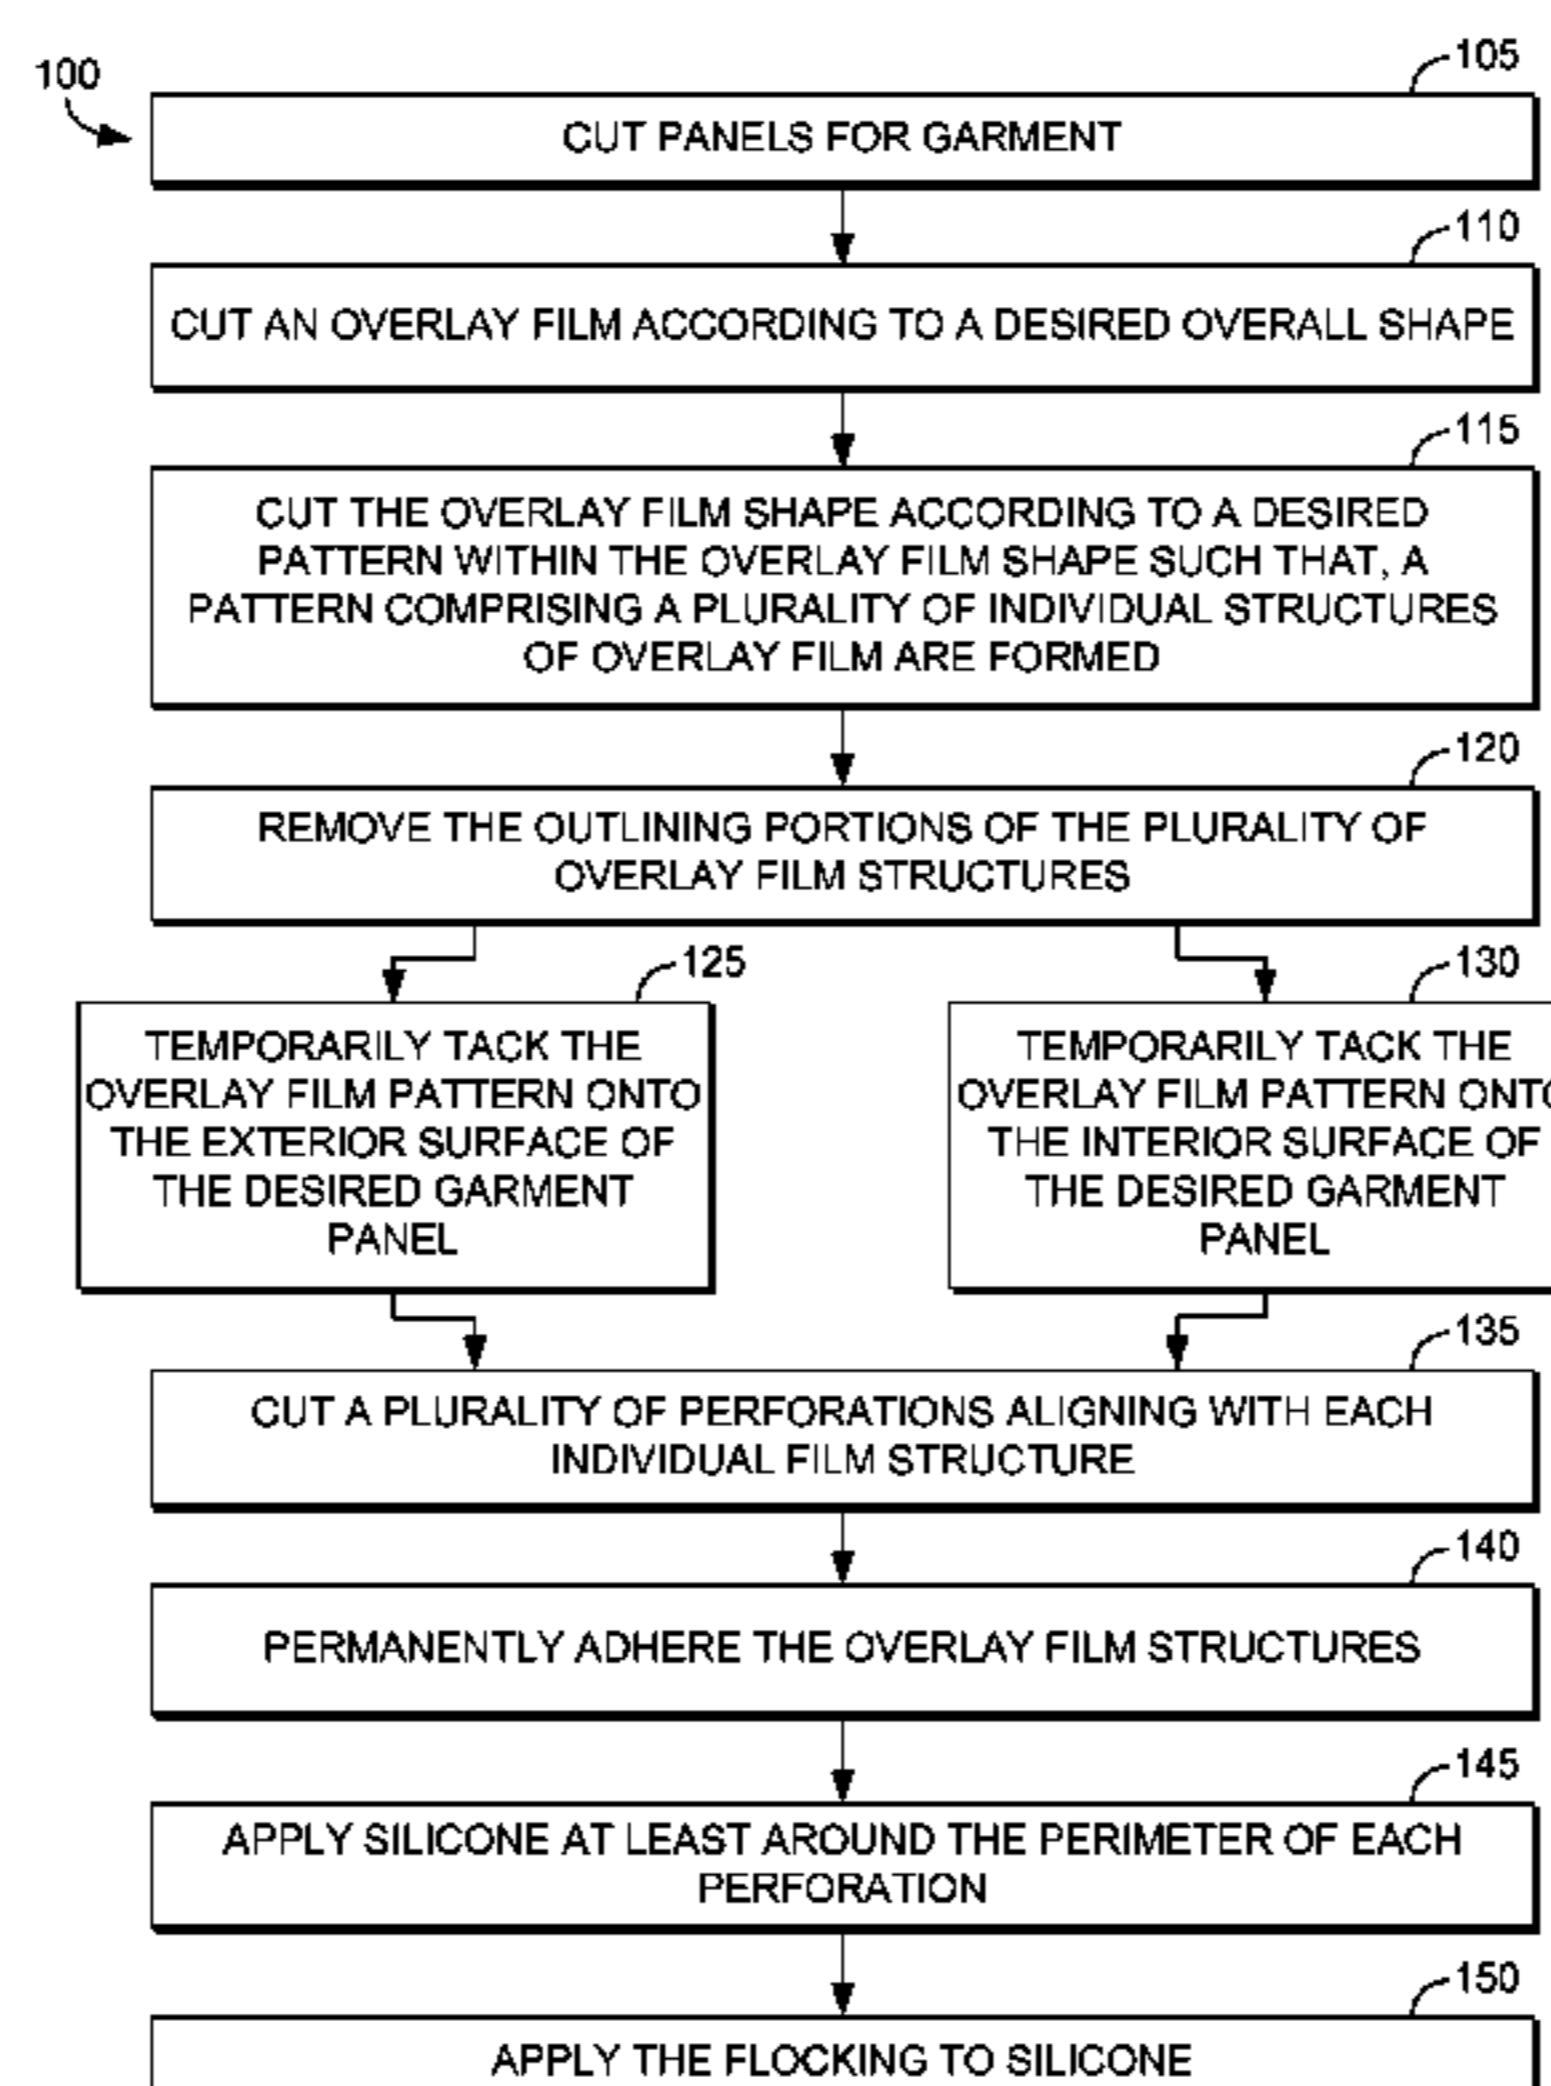 105
100
CUT PANELS FOR GARMENT
110
CUT AN OVERLAY FILM ACCORDING TO A DESIRED OVERALL SHAPE
115
CUT THE OVERLAY FILM SHAPE ACCORDING TO A DESIRED
PATTERN WITHIN THE OVERLAY FILM SHAPE SUCH THAT, A
PATTERN COMPRISING A PLURALITY OF INDIVIDUAL STRUCTURES
OF OVERLAY FILM ARE FORMED
120
REMOVE THE OUTLINING PORTIONS OF THE PLURALITY OF
OVERLAY FILM STRUCTURES
125
TEMPORARILY TACK THE
OVERLAY FILM PATTERN ONTO
THE EXTERIOR SURFACE OF
THE DESIRED GARMENT
PANEL
130
TEMPORARILY TACK THE
OVERLAY FILM PATTERN ONTO
THE INTERIOR SURFACE OF
THE DESIRED GARMENT
PANEL
135
CUT A PLURALITY OF PERFORATIONS ALIGNING WITH EACH
INDIVIDUAL FILM STRUCTURE
140
PERMANENTLY ADHERE THE OVERLAY FILM STRUCTURES
145
APPLY SILICONE AT LEAST AROUND THE PERIMETER OF EACH
PERFORATION
150
APPLY THE FLOCKING TO SILICONE